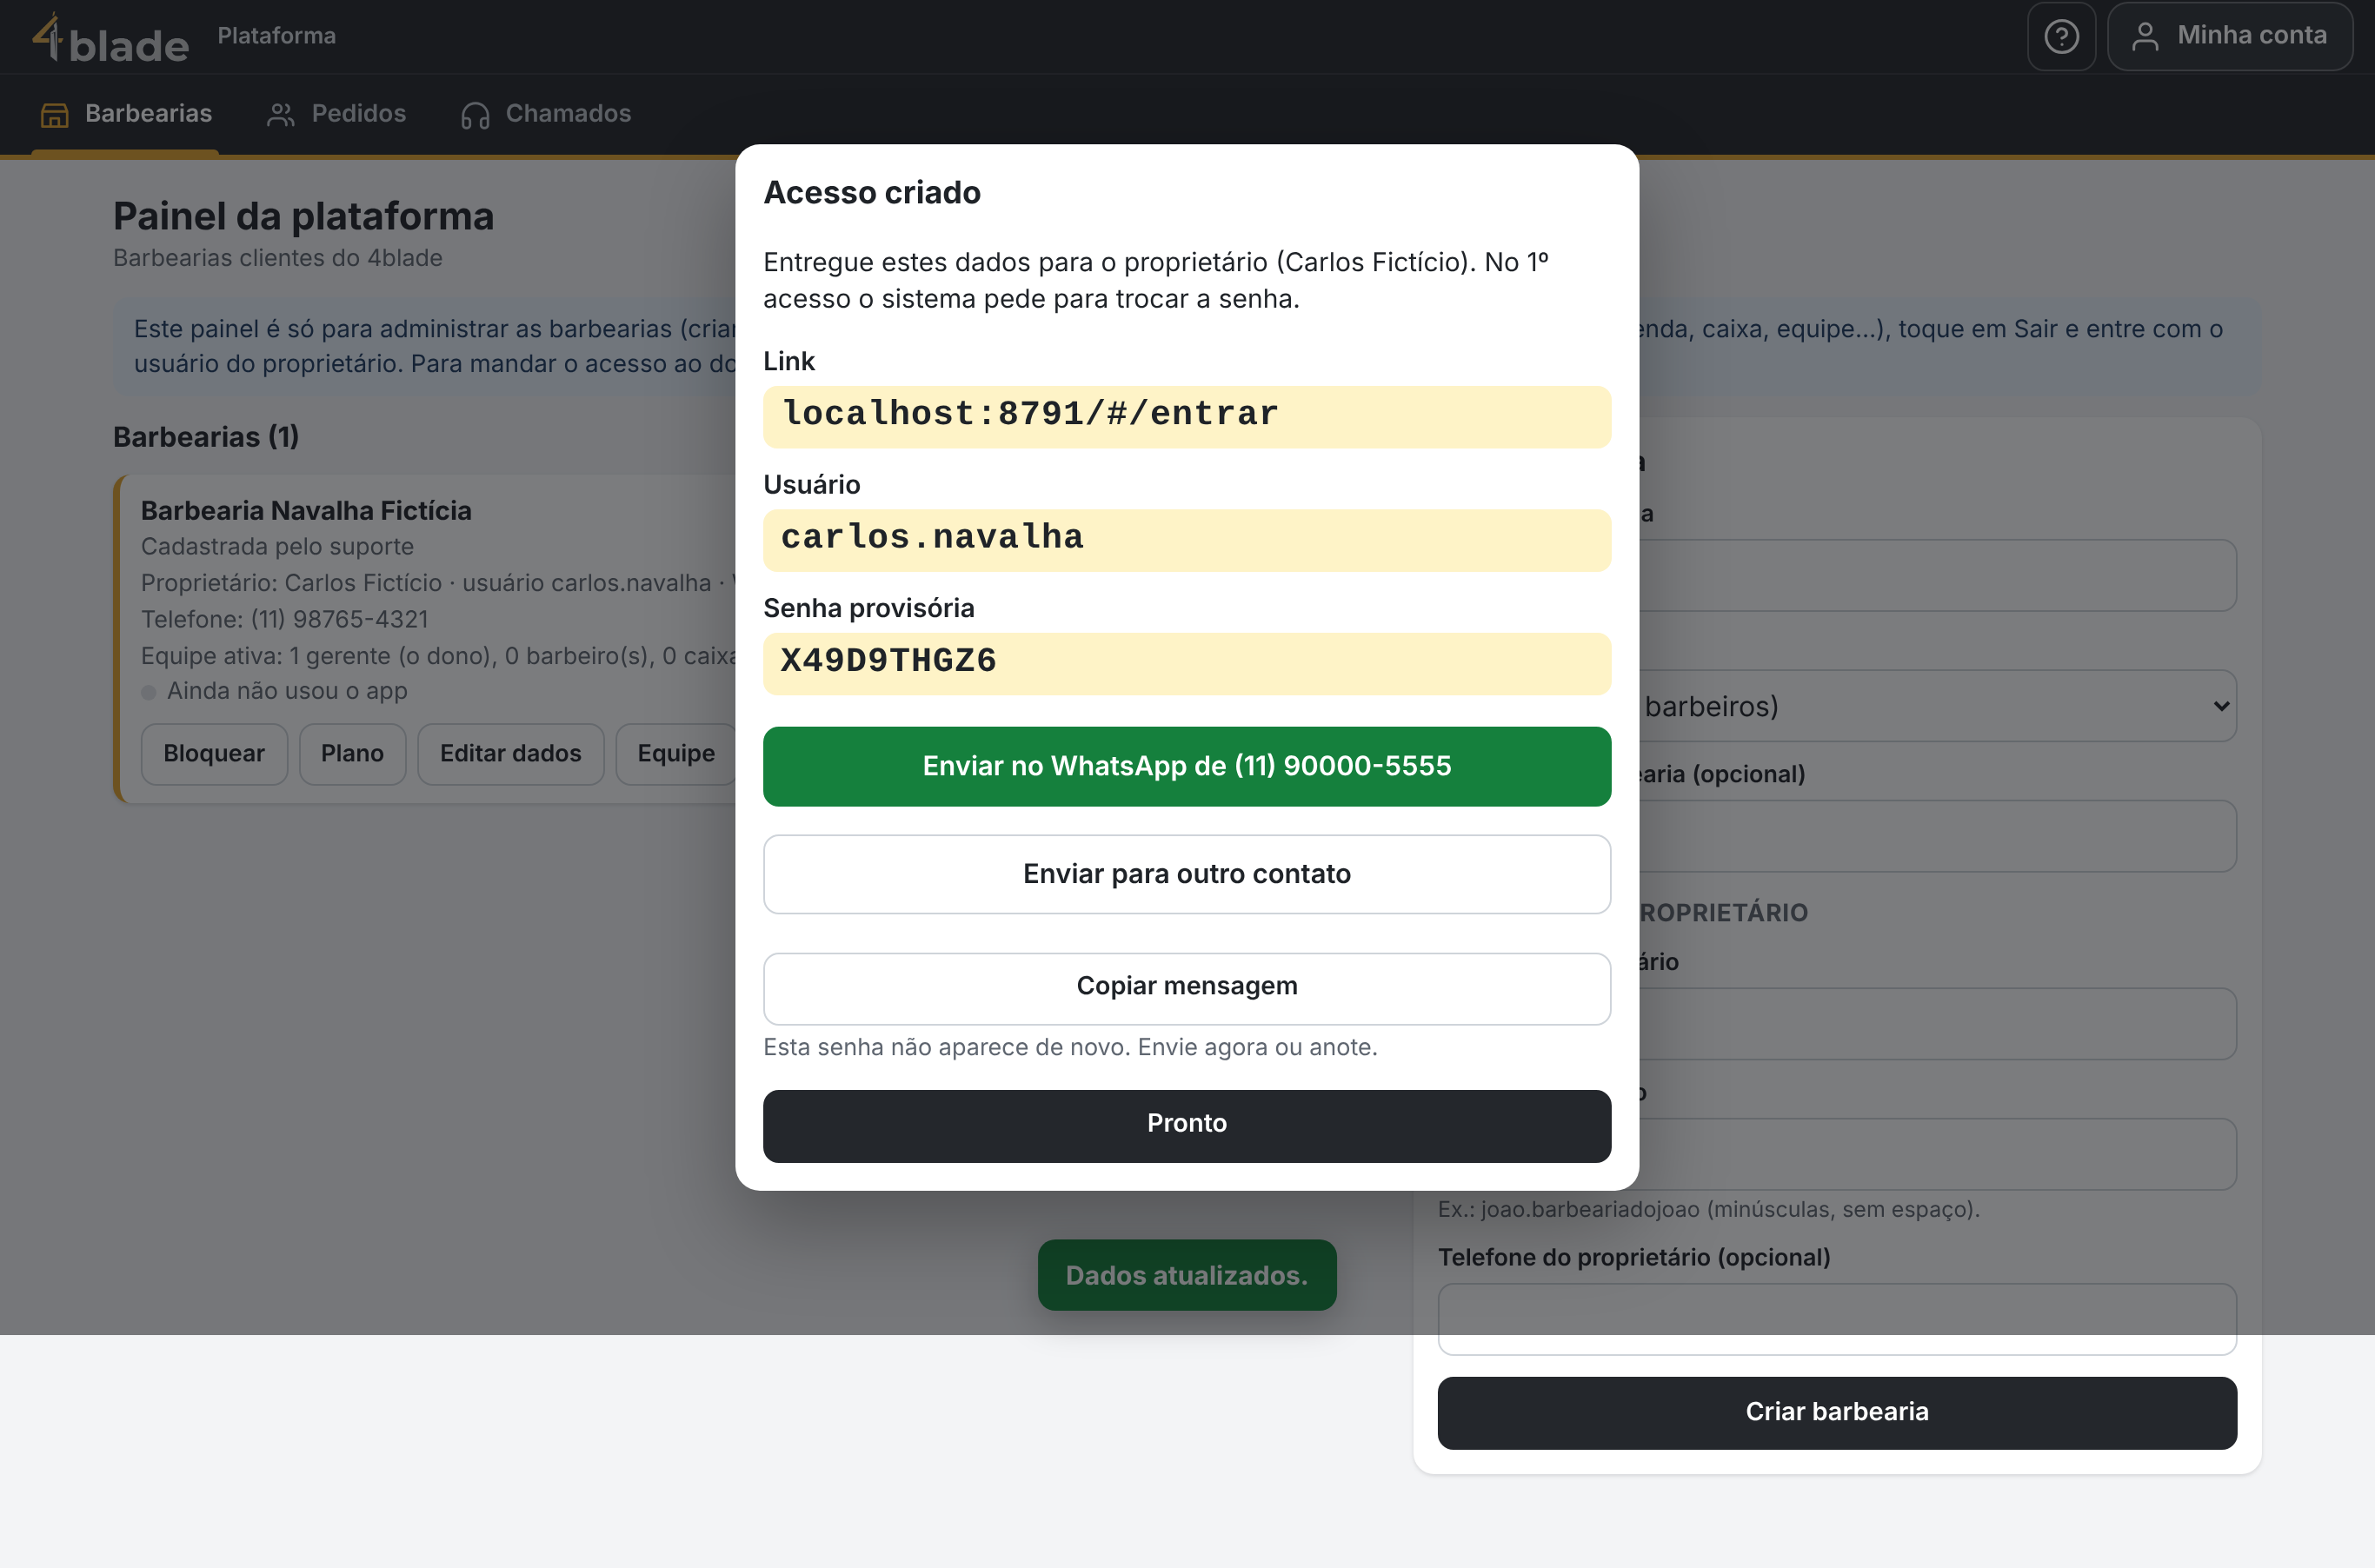 4blade Plataforma
Minha conta
Barbearias Pedidos Chamados
Painel da plataforma
Barbearias clientes do 4blade
Este painel é só para administrar as barbearias (criar
enda, caixa, equipe...), toque em Sair e entre com o
usuário do proprietário. Para mandar o acesso ao do
Barbearias (1)
Barbearia Navalha Fictícia
Cadastrada pelo suporte
Proprietário: Carlos Fictício · usuário carlos.navalha ·
Telefone: (11) 98765-4321
Equipe ativa: 1 gerente (o dono), 0 barbeiro(s), 0 caixa
Ainda não usou o app
Bloquear
Plano
Editar dados
Equipe
Acesso criado
Entregue estes dados para o proprietário (Carlos Fictício). No 1º
acesso o sistema pede para trocar a senha.
Link
localhost:8791/#/entrar
Usuário
carlos.navalha
Senha provisória
X49D9THGZ6
Enviar no WhatsApp de (11) 90000-5555
Enviar para outro contato
Copiar mensagem
Esta senha não aparece de novo. Envie agora ou anote.
Pronto
a
a
barbeiros)
earia (opcional)
ROPRIETÁRIO
ário
o
Ex.: joao.barbeariadojoao (minúsculas, sem espaço).
Telefone do proprietário (opcional)
Dados atualizados.
Criar barbearia